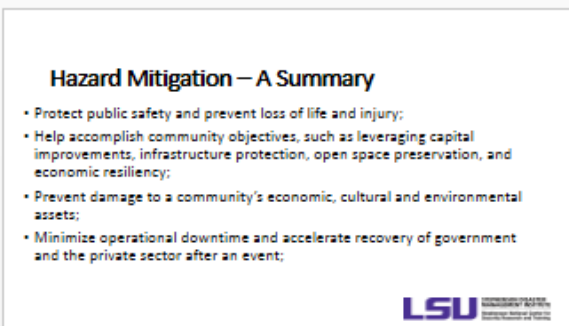 Hazard Mitigation – A Summary
• Protect public safety and prevent loss of life and injury;
• Help accomplish community objectives, such as leveraging capital
improvements, infrastructure protection, open space preservation, and
economic resiliency;
• Prevent damage to a community's economic, cultural and environmental
assets;
• Minimize operational downtime and accelerate recovery of government
and the private sector after an event;
LSU